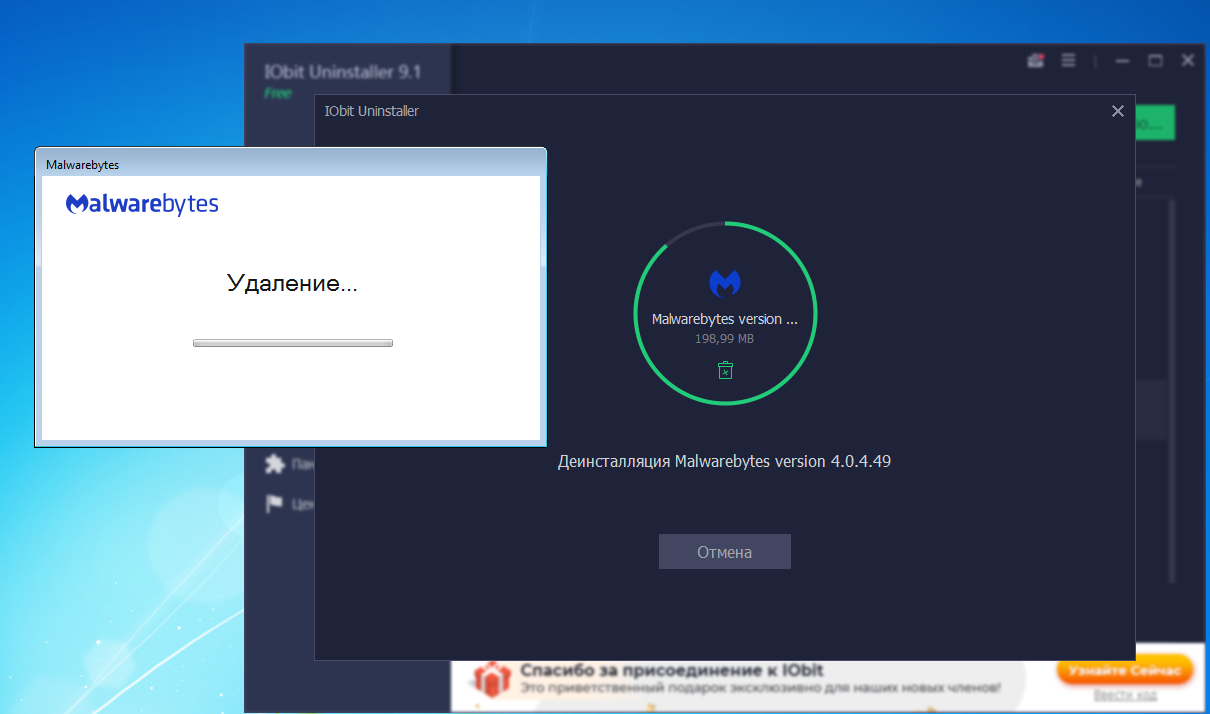 IObit Uninstaller 9.1
Free
IObit Uninstaller
Malwarebytes
Malwarebytes
Удаление...
Malwarebytes version ...
198,99 MB
Деинсталляция Malwarebytes version 4.0.4.49
Отмена
Спасибо за присоединение к IObit
Это приветственный подарок эксклюзивно для наших новых членов!
Узнайте Сейчас
Ввести код